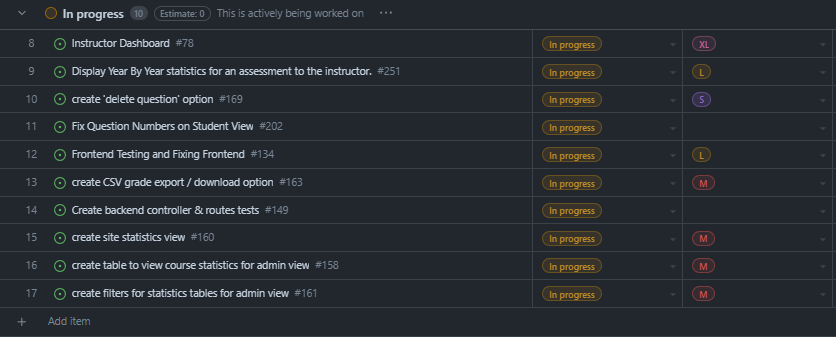 In progress 10 Estimate: 0 This is actively being worked on ...
8 Instructor Dashboard #78 In progress XL
9 Display Year By Year statistics for an assessment to the instructor. #251 In progress L
10 create 'delete question' option #169 In progress S
11 Fix Question Numbers on Student View #202 In progress
12 Frontend Testing and Fixing Frontend #134 In progress L
13 create CSV grade export / download option #163 In progress M
14 Create backend controller & routes tests #149 In progress
15 create site statistics view #160 In progress M
16 create table to view course statistics for admin view #158 In progress M
17 create filters for statistics tables for admin view #161 In progress M
+ Add item